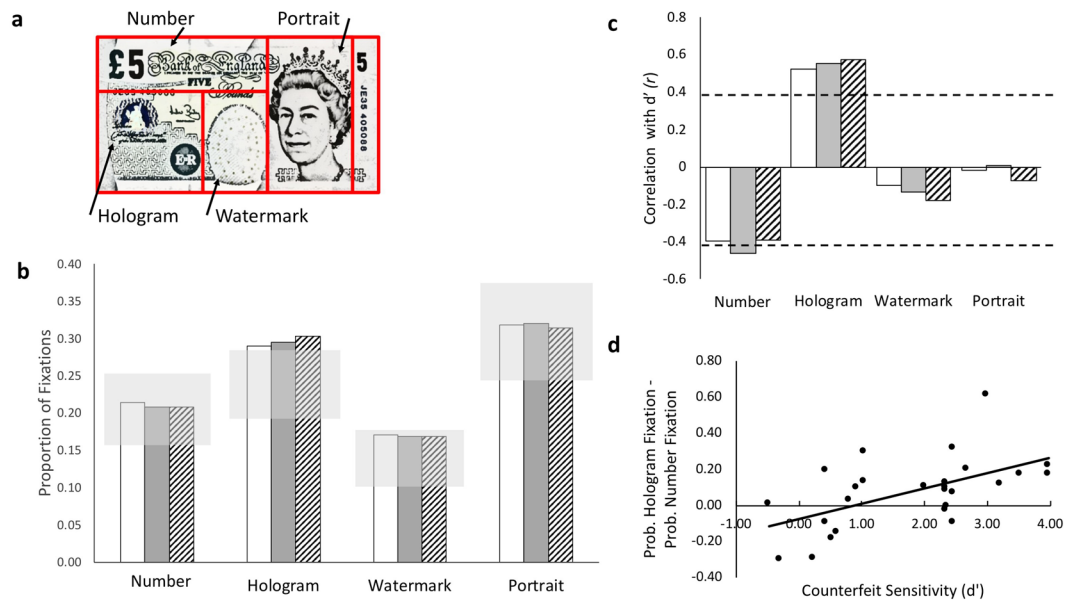 a
Number
Portrait
£5
Bank of England
FIVE
Pounds
5
JE35 405088
E R
Hologram
Watermark
b
Proportion of Fixations
0.40
0.35
0.30
0.25
0.20
0.15
0.10
0.05
0.00
Number
Hologram
Watermark
Portrait
c
Correlation with d’ (r)
0.8
0.6
0.4
0.2
0
-0.2
-0.4
-0.6
Number
Hologram
Watermark
Portrait
d
Prob. Hologram Fixation -
Prob. Number Fixation
0.80
0.60
0.40
0.20
0.00
-0.20
-0.40
-1.00
0.00
1.00
2.00
3.00
4.00
Counterfeit Sensitivity (d')